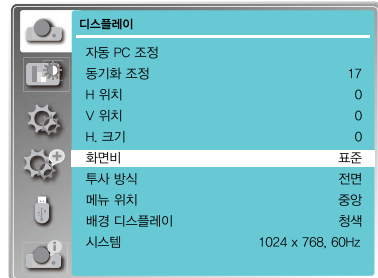 디스플레이
자동 PC 조정
동기화 조정 17
H 위치 0
V 위치 0
H. 크기 0
화면비 표준
투사 방식 전면
메뉴 위치 중앙
배경 디스플레이 청색
시스템 1024 x 768, 60Hz